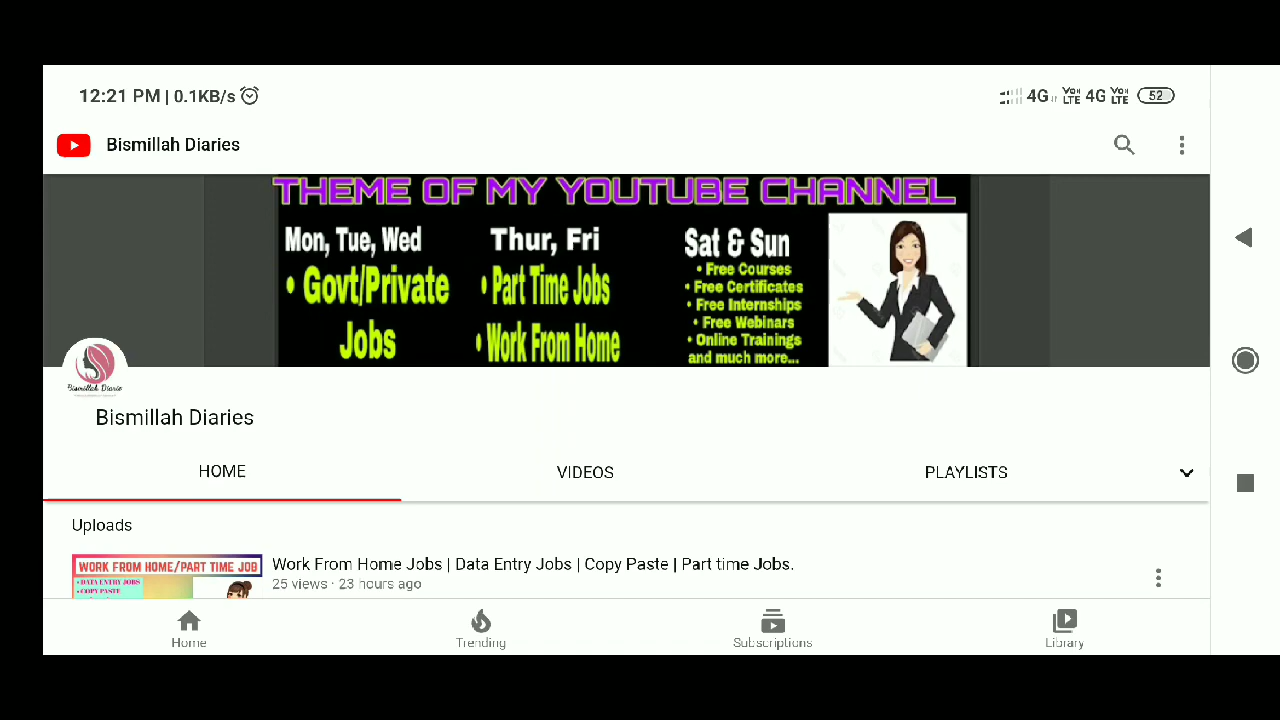 12:21 PM | 0.1KB/s 4G VoLTE 4G VoLTE 52
Bismillah Diaries
THEME OF MY YOUTUBE CHANNEL
Mon, Tue, Wed
• Govt/Private
Jobs
Thur, Fri
• Part Time Jobs
• Work From Home
Sat & Sun
• Free Courses
• Free Certificates
• Free Internships
• Free Webinars
• Online Trainings
and much more...
Bismillah Diarie
Bismillah Diaries
HOME VIDEOS PLAYLISTS
Uploads
WORK FROM HOME/PART TIME JOB
• DATA ENTRY JOBS
• COPY PASTE
Work From Home Jobs | Data Entry Jobs | Copy Paste | Part time Jobs.
25 views · 23 hours ago
Home Trending Subscriptions Library